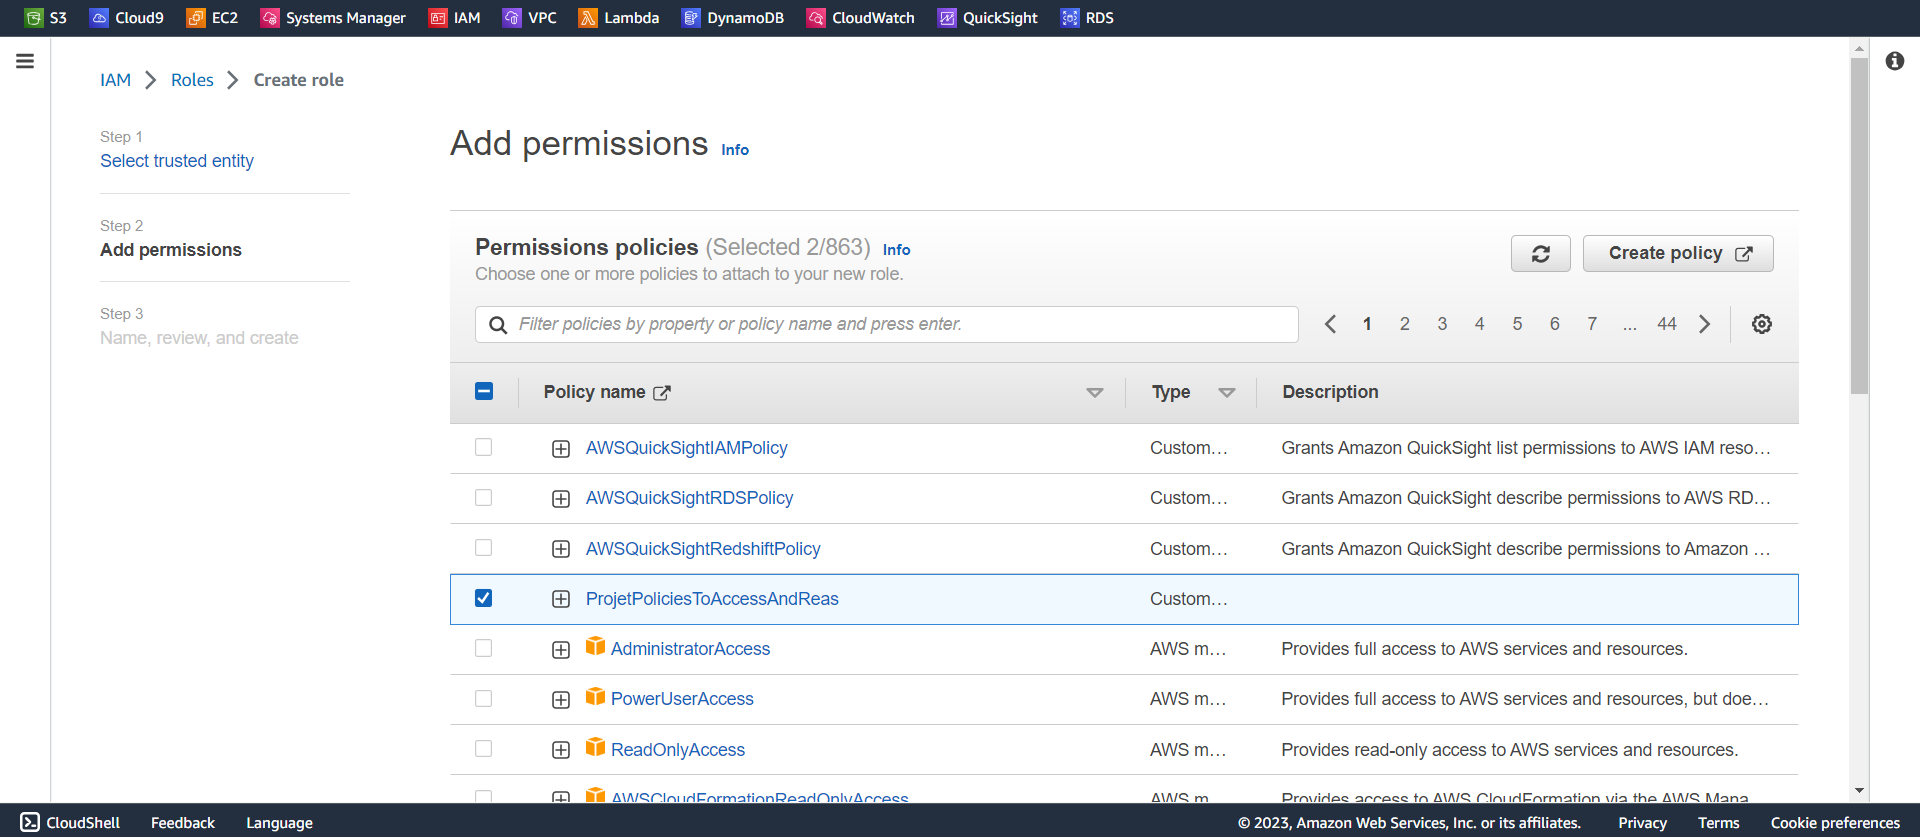 S3 Cloud9 EC2 Systems Manager IAM VPC Lambda DynamoDB CloudWatch QuickSight RDS
IAM Roles Create role
Step 1
Select trusted entity
Step 2
Add permissions
Step 3
Name, review, and create
Add permissions Info
Permissions policies (Selected 2/863) Info
Choose one or more policies to attach to your new role.
Create policy
Filter policies by property or policy name and press enter.
1 2 3 4 5 6 7 ... 44
Policy name Type Description
AWSQuickSightIAMPolicy Custom... Grants Amazon QuickSight list permissions to AWS IAM reso...
AWSQuickSightRDSPolicy Custom... Grants Amazon QuickSight describe permissions to AWS RD...
AWSQuickSightRedshiftPolicy Custom... Grants Amazon QuickSight describe permissions to Amazon ...
ProjetPoliciesToAccessAndReas Custom...
AdministratorAccess AWS m... Provides full access to AWS services and resources.
PowerUserAccess AWS m... Provides full access to AWS services and resources, but doe...
ReadOnlyAccess AWS m... Provides read-only access to AWS services and resources.
AWSCloudFormationReadOnlyAccess AWS m Provides access to AWS CloudFormation via the AWS Mana
CloudShell Feedback Language © 2023, Amazon Web Services, Inc. or its affiliates. Privacy Terms Cookie preferences